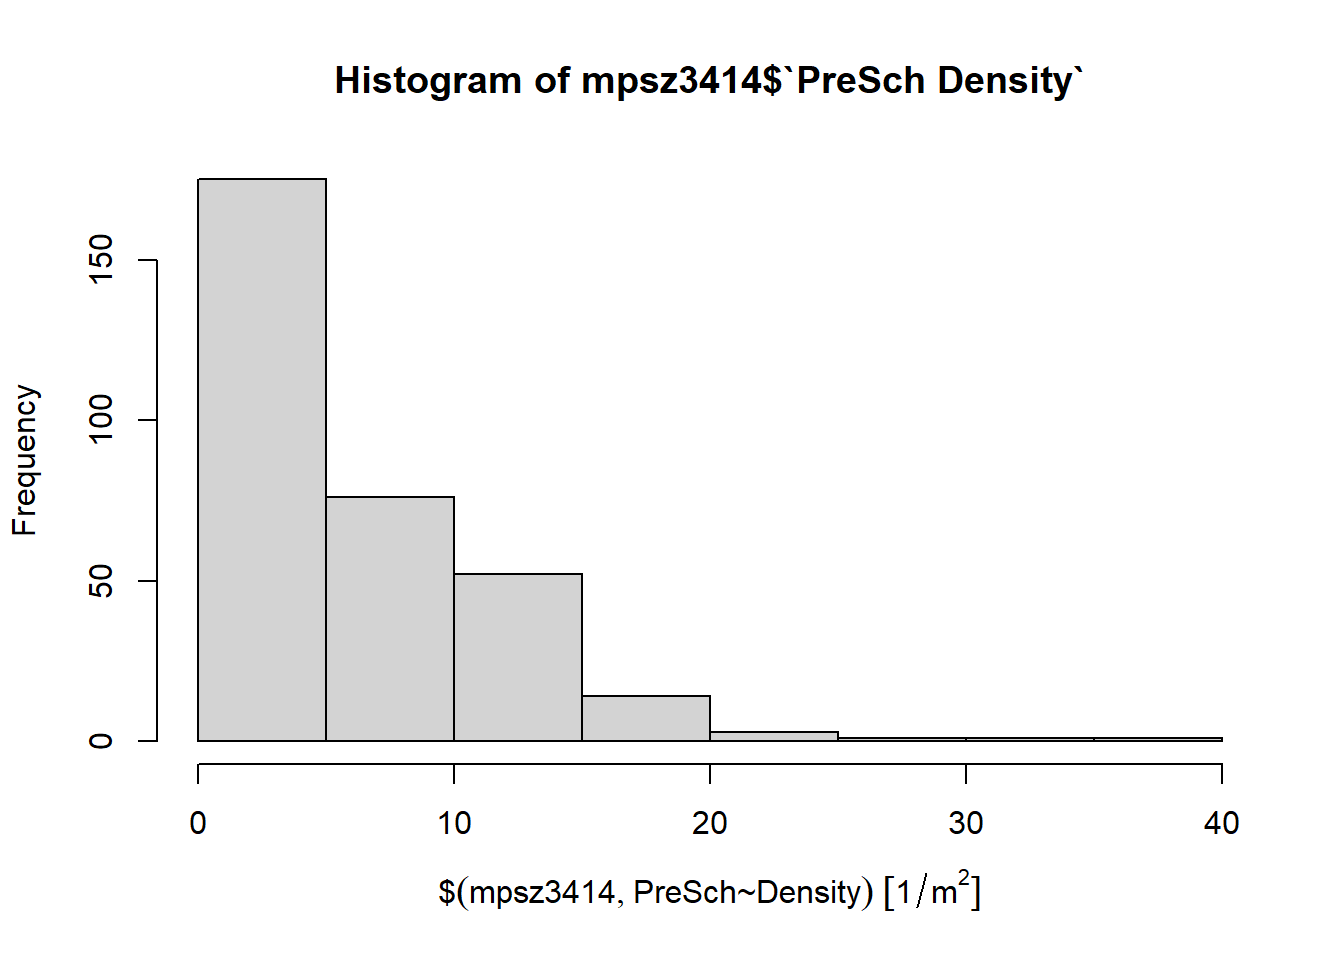 Histogram of mpsz3414$`PreSch Density`
Frequency
150
100
50
0
0 10 20 30 40
$(mpsz3414, PreSch~Density) [1/m²]